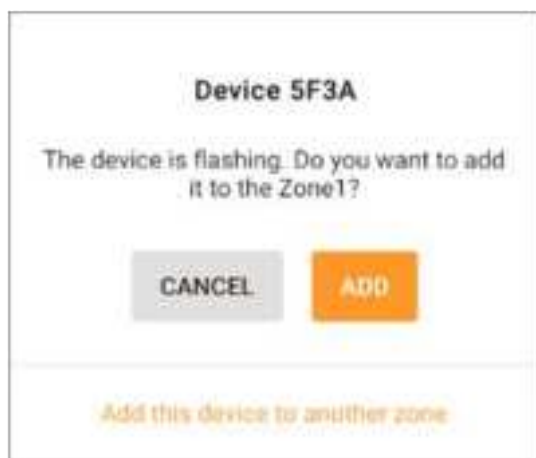 Device 5F3A
The device is flashing. Do you want to add
it to the Zone1?
CANCEL
ADD
Add this device to another zone